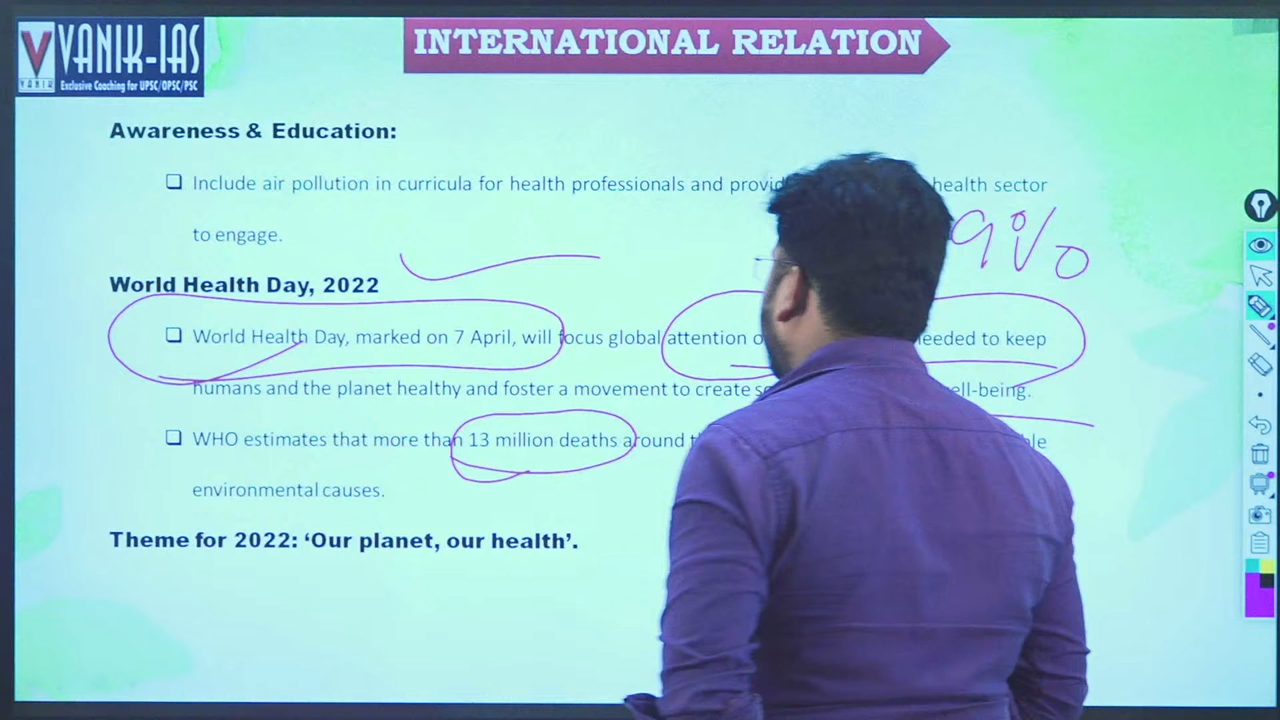 VANIK-IAS
VANIK
Exclusive Coaching for UPSC/OPSC/PSC
INTERNATIONAL RELATION
Awareness & Education:
Include air pollution in curricula for health professionals and health sector
to engage.
9%
World Health Day, 2022
World Health Day, marked on 7 April, will focus global attention needed to keep
humans and the planet healthy and foster a movement to create well-being.
WHO estimates that more than 13 million deaths around
environmental causes.
Theme for 2022: ‘Our planet, our health’.